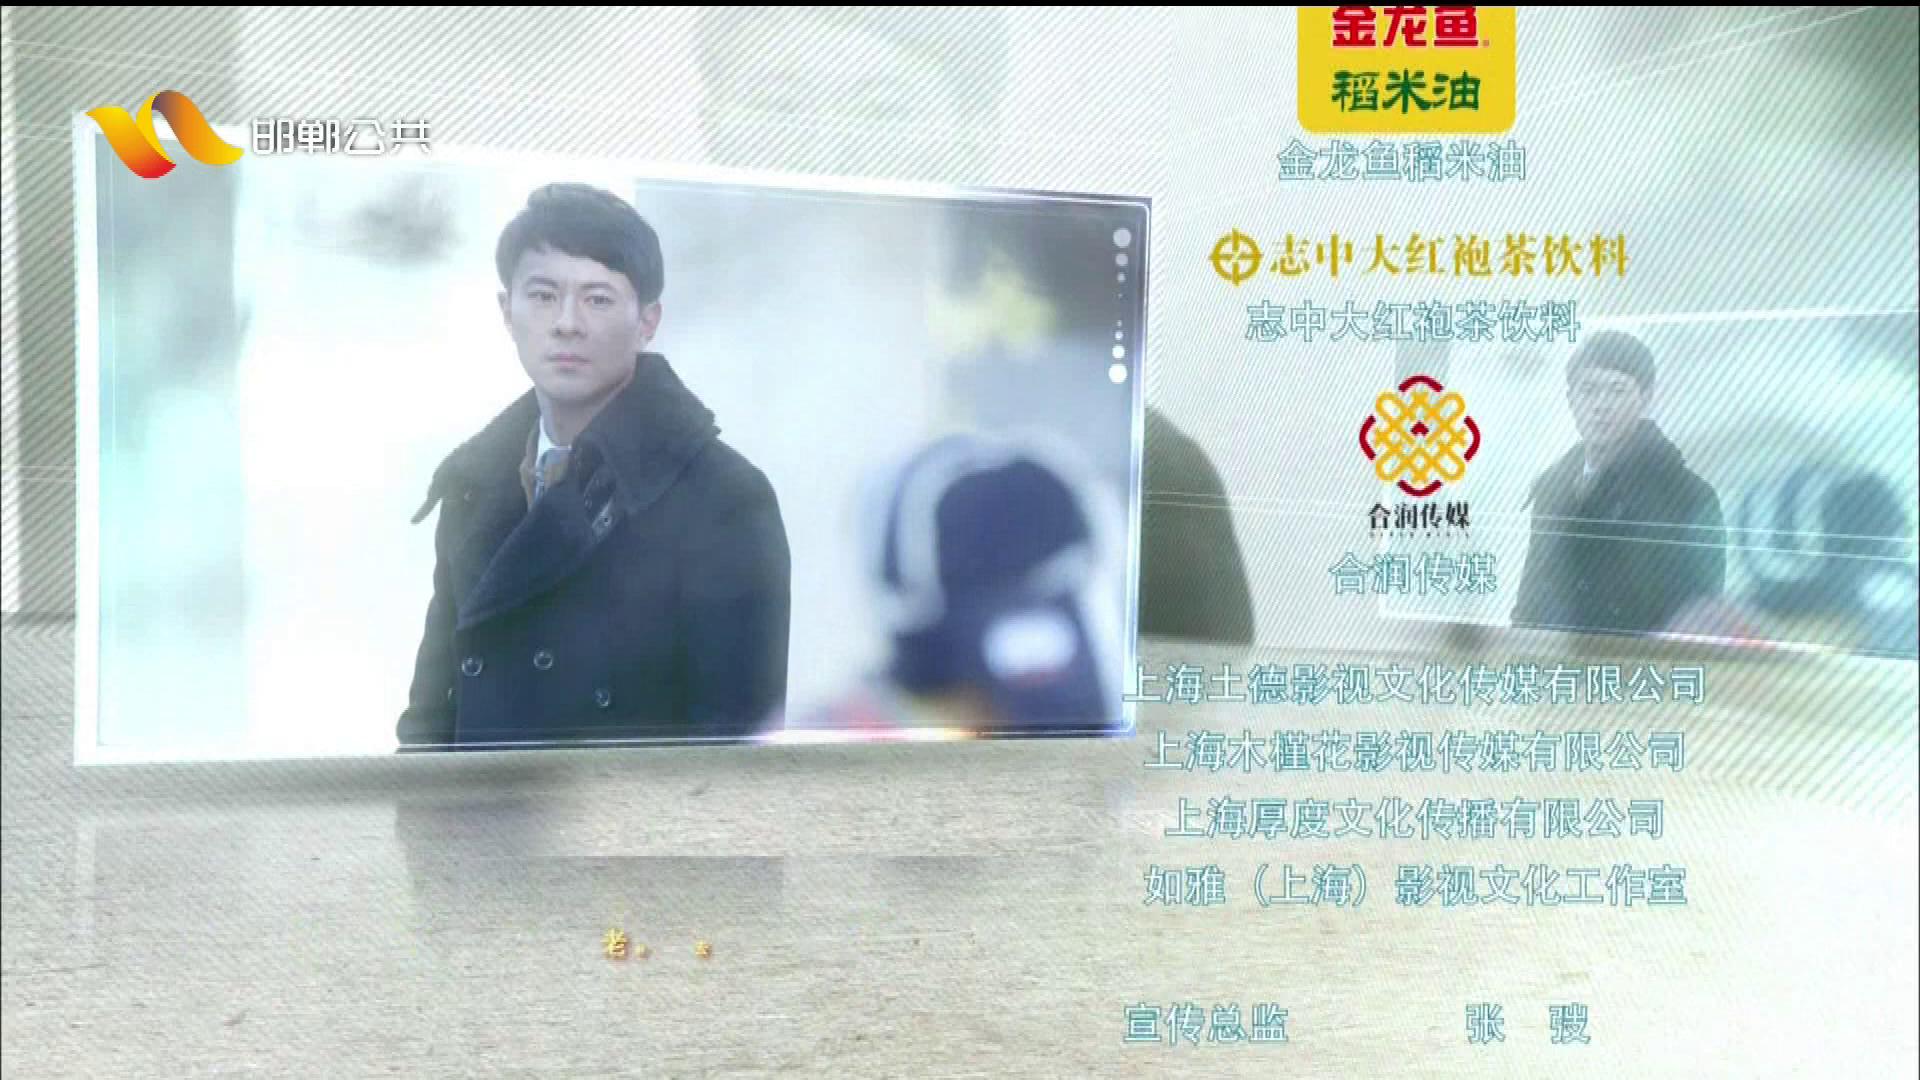 邯郸公共
金龙鱼
稻米油
金龙鱼稻米油
志中大红袍茶饮料
志中大红袍茶饮料
合润传媒
合润传媒
上海土德影视文化传媒有限公司
上海木槿花影视传媒有限公司
上海厚度文化传播有限公司
如雅（上海）影视文化工作室
老
去
宣传总监 张 骁